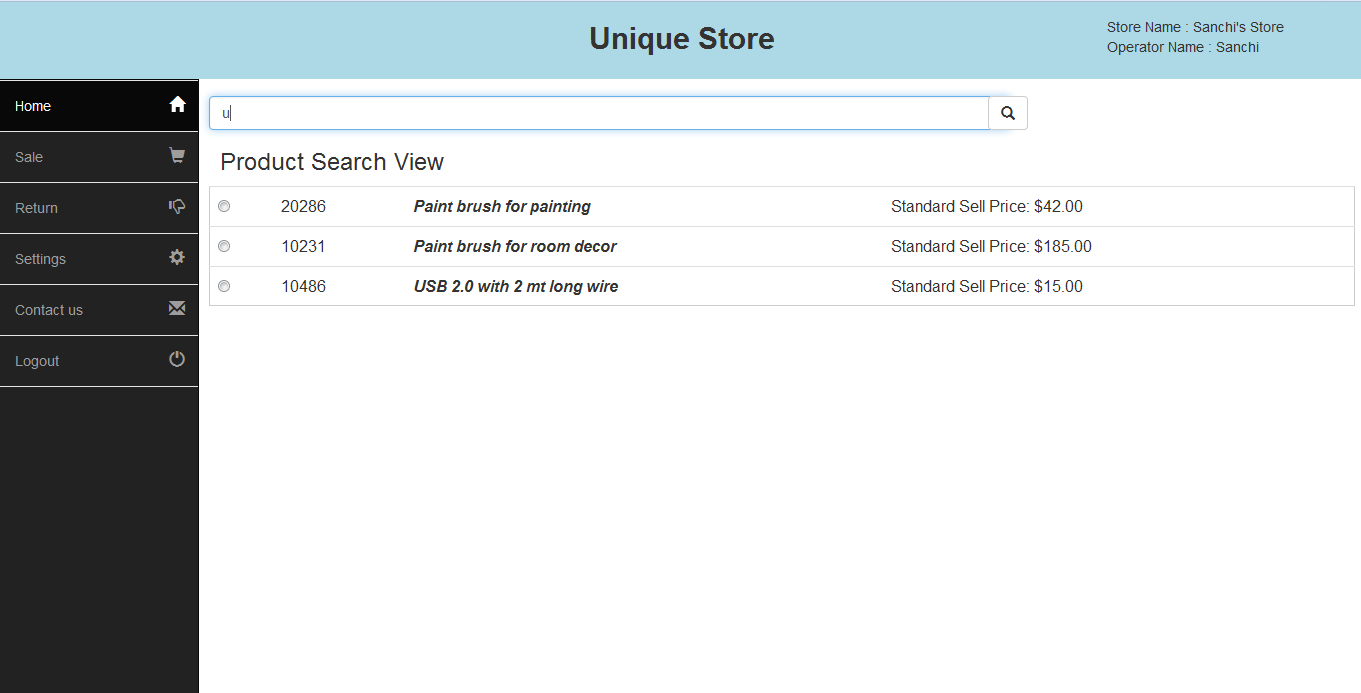 Unique Store
Store Name : Sanchi's Store
Operator Name : Sanchi
Home
Sale
Return
Settings
Contact us
Logout
u
Product Search View
20286 Paint brush for painting Standard Sell Price: $42.00
10231 Paint brush for room decor Standard Sell Price: $185.00
10486 USB 2.0 with 2 mt long wire Standard Sell Price: $15.00